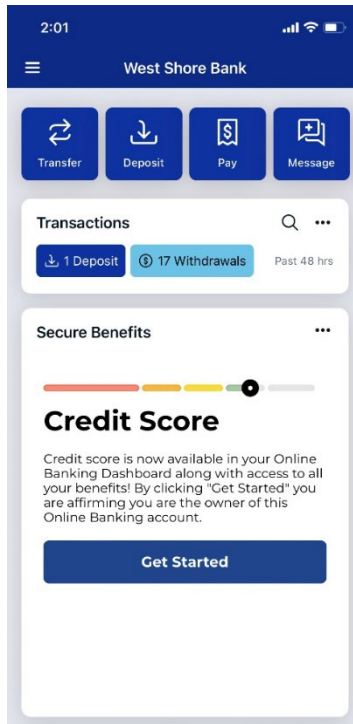 2:01
West Shore Bank
Transfer
Deposit
Pay
Message
Transactions
1 Deposit
17 Withdrawals
Past 48 hrs
Secure Benefits
Credit Score
Credit score is now available in your Online
Banking Dashboard along with access to all
your benefits! By clicking "Get Started" you
are affirming you are the owner of this
Online Banking account.
Get Started